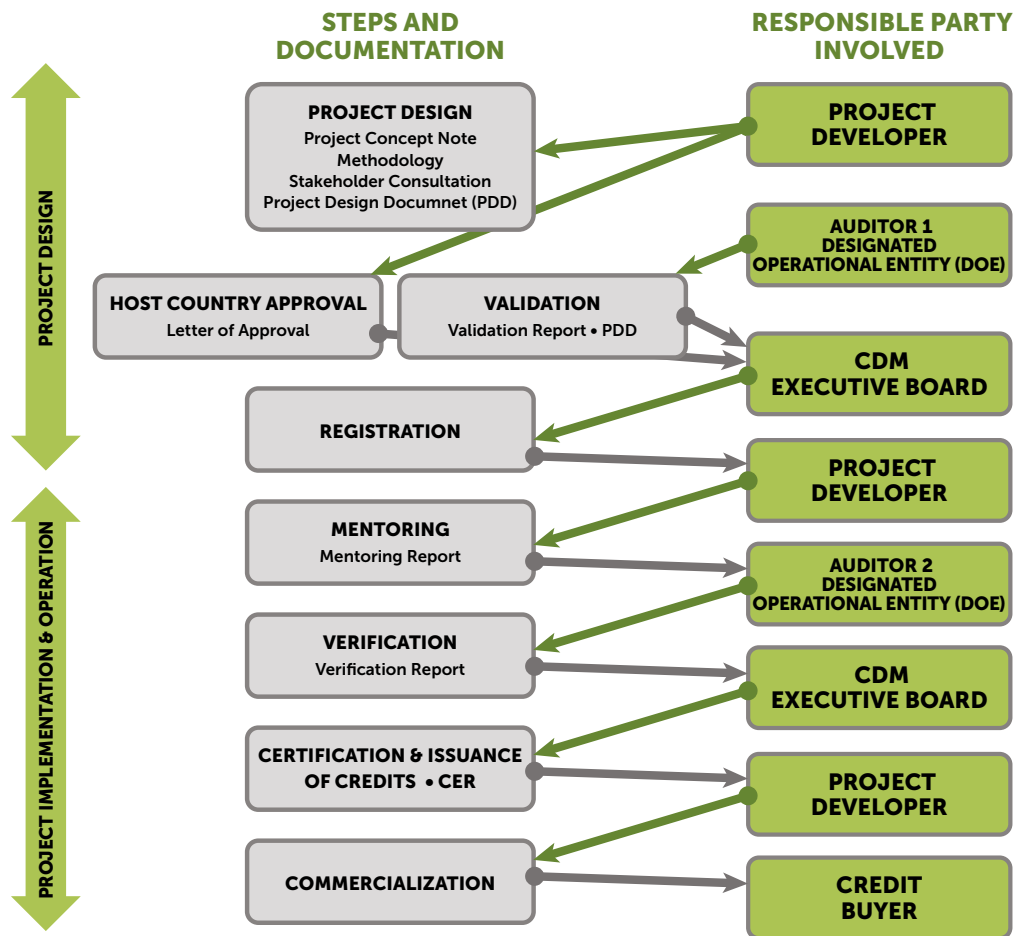 STEPS AND
DOCUMENTATION
RESPONSIBLE PARTY
INVOLVED
PROJECT DESIGN
PROJECT DESIGN
Project Concept Note
Methodology
Stakeholder Consultation
Project Design Documnet (PDD)
PROJECT
DEVELOPER
AUDITOR 1
DESIGNATED
OPERATIONAL ENTITY (DOE)
HOST COUNTRY APPROVAL
Letter of Approval
VALIDATION
Validation Report • PDD
CDM
EXECUTIVE BOARD
REGISTRATION
PROJECT
DEVELOPER
PROJECT IMPLEMENTATION & OPERATION
MENTORING
Mentoring Report
AUDITOR 2
DESIGNATED
OPERATIONAL ENTITY (DOE)
VERIFICATION
Verification Report
CDM
EXECUTIVE BOARD
CERTIFICATION & ISSUANCE
OF CREDITS • CER
PROJECT
DEVELOPER
COMMERCIALIZATION
CREDIT
BUYER